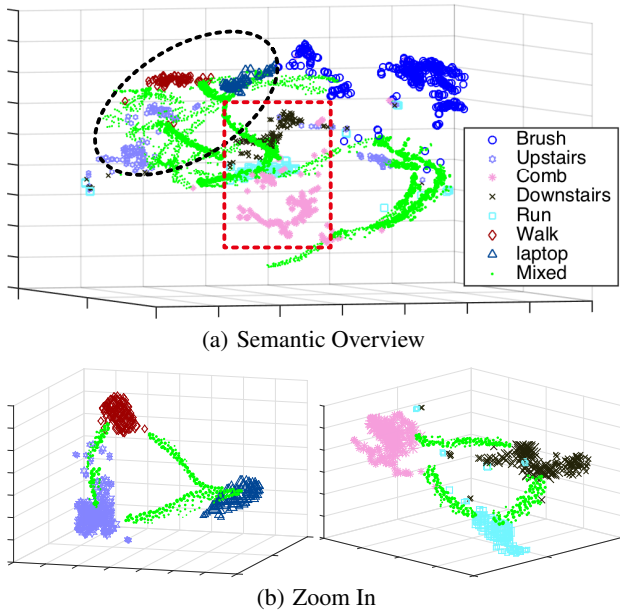 Brush
Upstairs
Comb
Downstairs
Run
Walk
laptop
Mixed
(a) Semantic Overview
(b) Zoom In